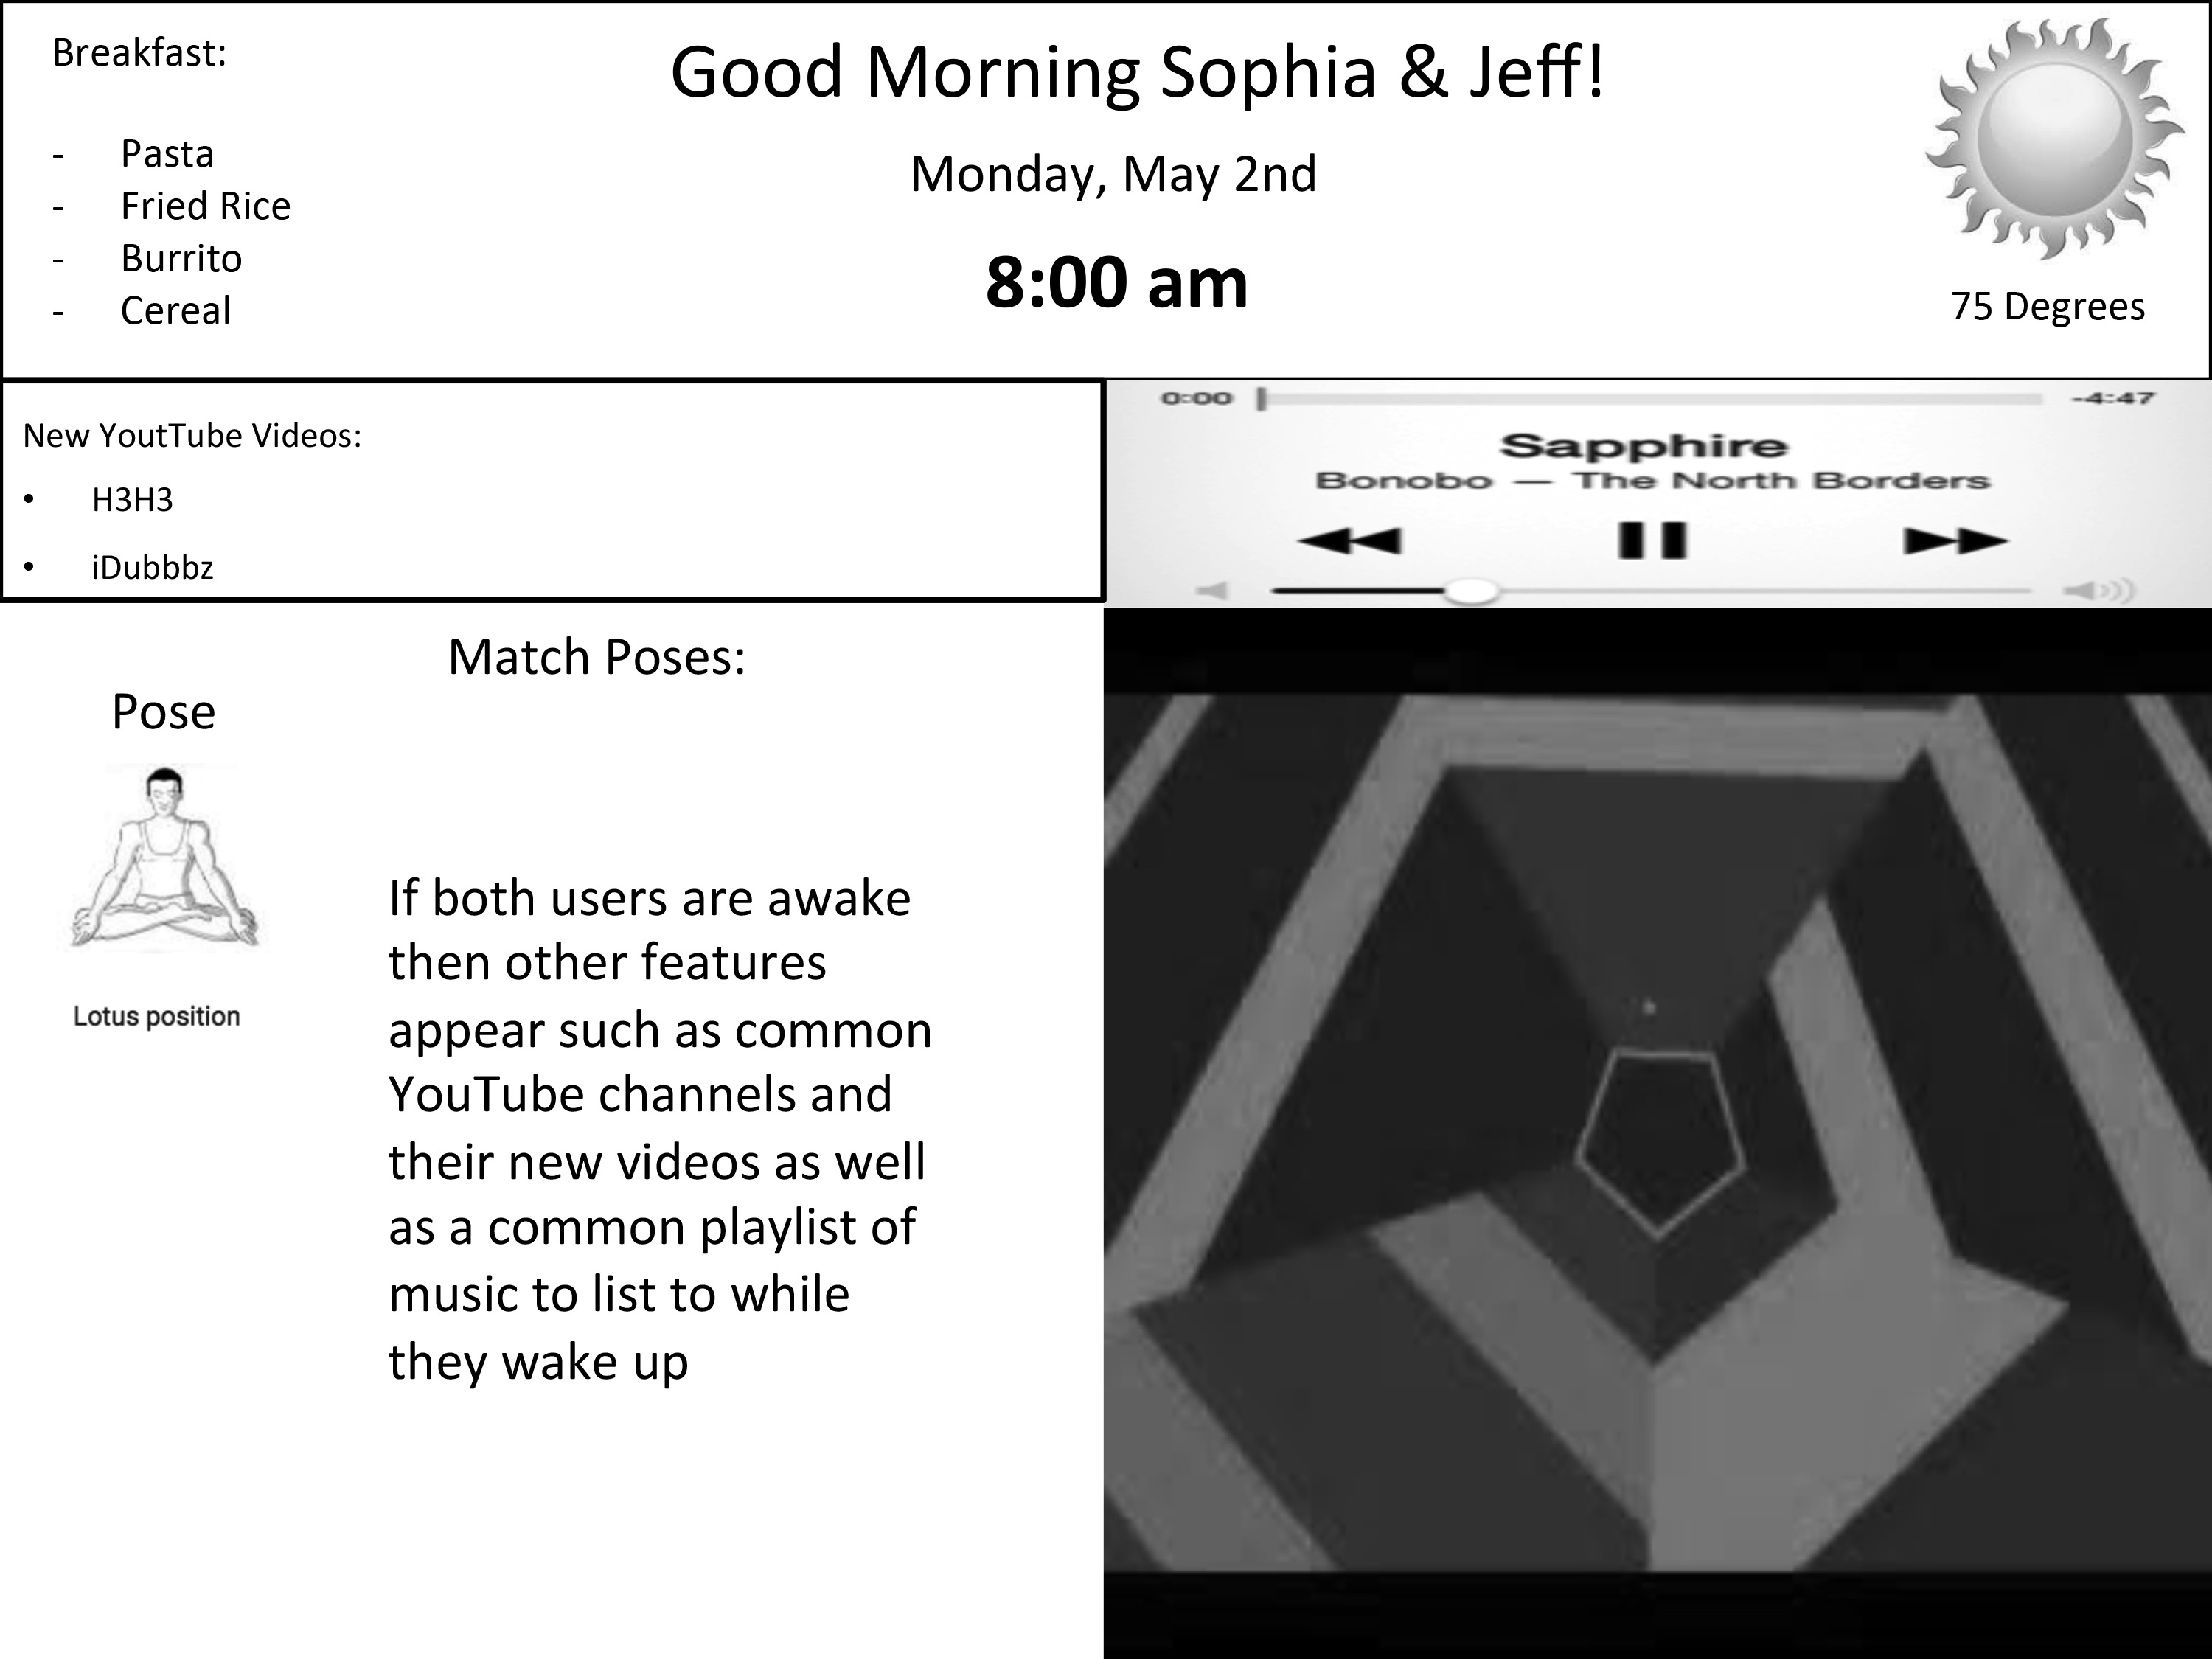 Breakfast:
- Pasta
- Fried Rice
- Burrito
- Cereal
Good Morning Sophia & Jeff!
Monday, May 2nd
8:00 am
75 Degrees
New YoutTube Videos:
• H3H3
• iDubbbz
0:00 -4:47
Sapphire
Bonobo — The North Borders
Match Poses:
Pose
Lotus position
If both users are awake
then other features
appear such as common
YouTube channels and
their new videos as well
as a common playlist of
music to list to while
they wake up